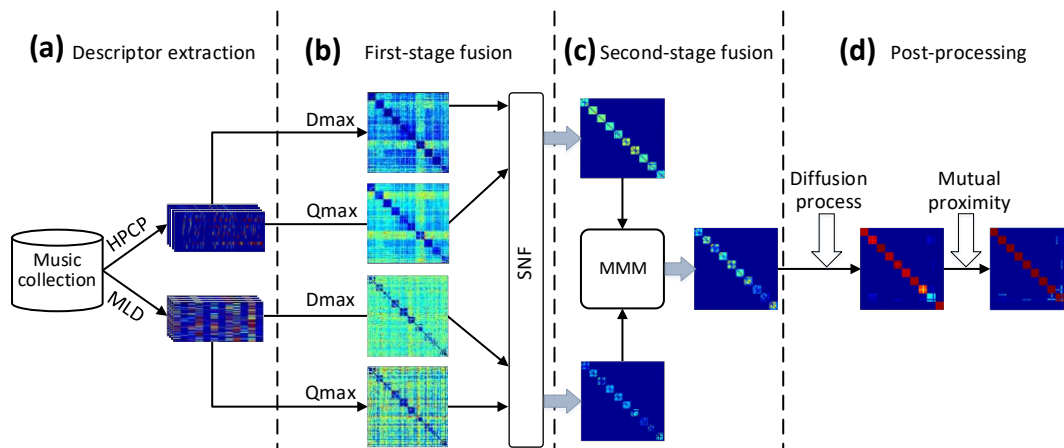 (a) Descriptor extraction
(b) First-stage fusion
(c) Second-stage fusion
(d) Post-processing
Music
collection
HPCP
MLD
Dmax
Qmax
Dmax
Qmax
SNF
MMM
Diffusion
process
Mutual
proximity